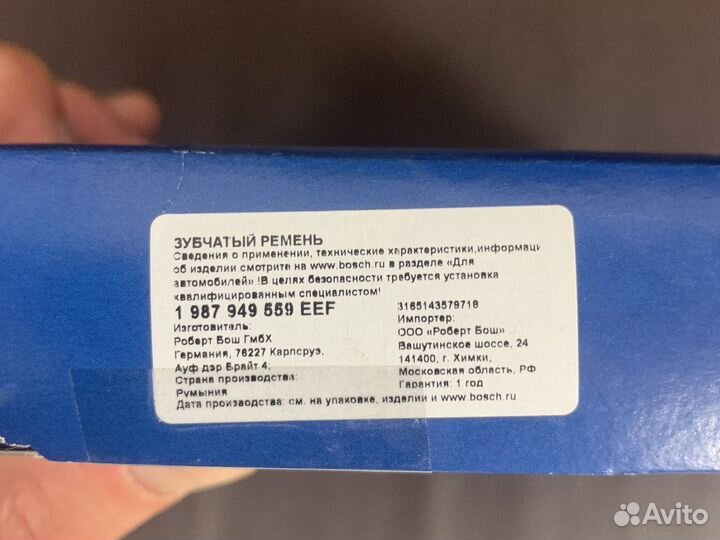 ЗУБЧАТЫЙ РЕМЕНЬ
Сведения о применении, технические характеристики,информаци
об изделии смотрите на www.bosch.ru в разделе «Для
автомобилей» !В целях безопасности требуется установка
квалифицированным специалистом!
1 987 949 559 EEF
3165143579718
Изготовитель:
Импортер:
Роберт Бош ГмбХ
ООО «Роберт Бош»
Германия, 76227 Карлсруэ,
Вашутинское шоссе, 24
Ауф дэр Брайт 4;
141400, г. Химки,
Страна производства:
Московская область, РФ
Румыния
Гарантия: 1 год
Дата производства: см. на упаковке, изделии и www.bosch.ru
Avito